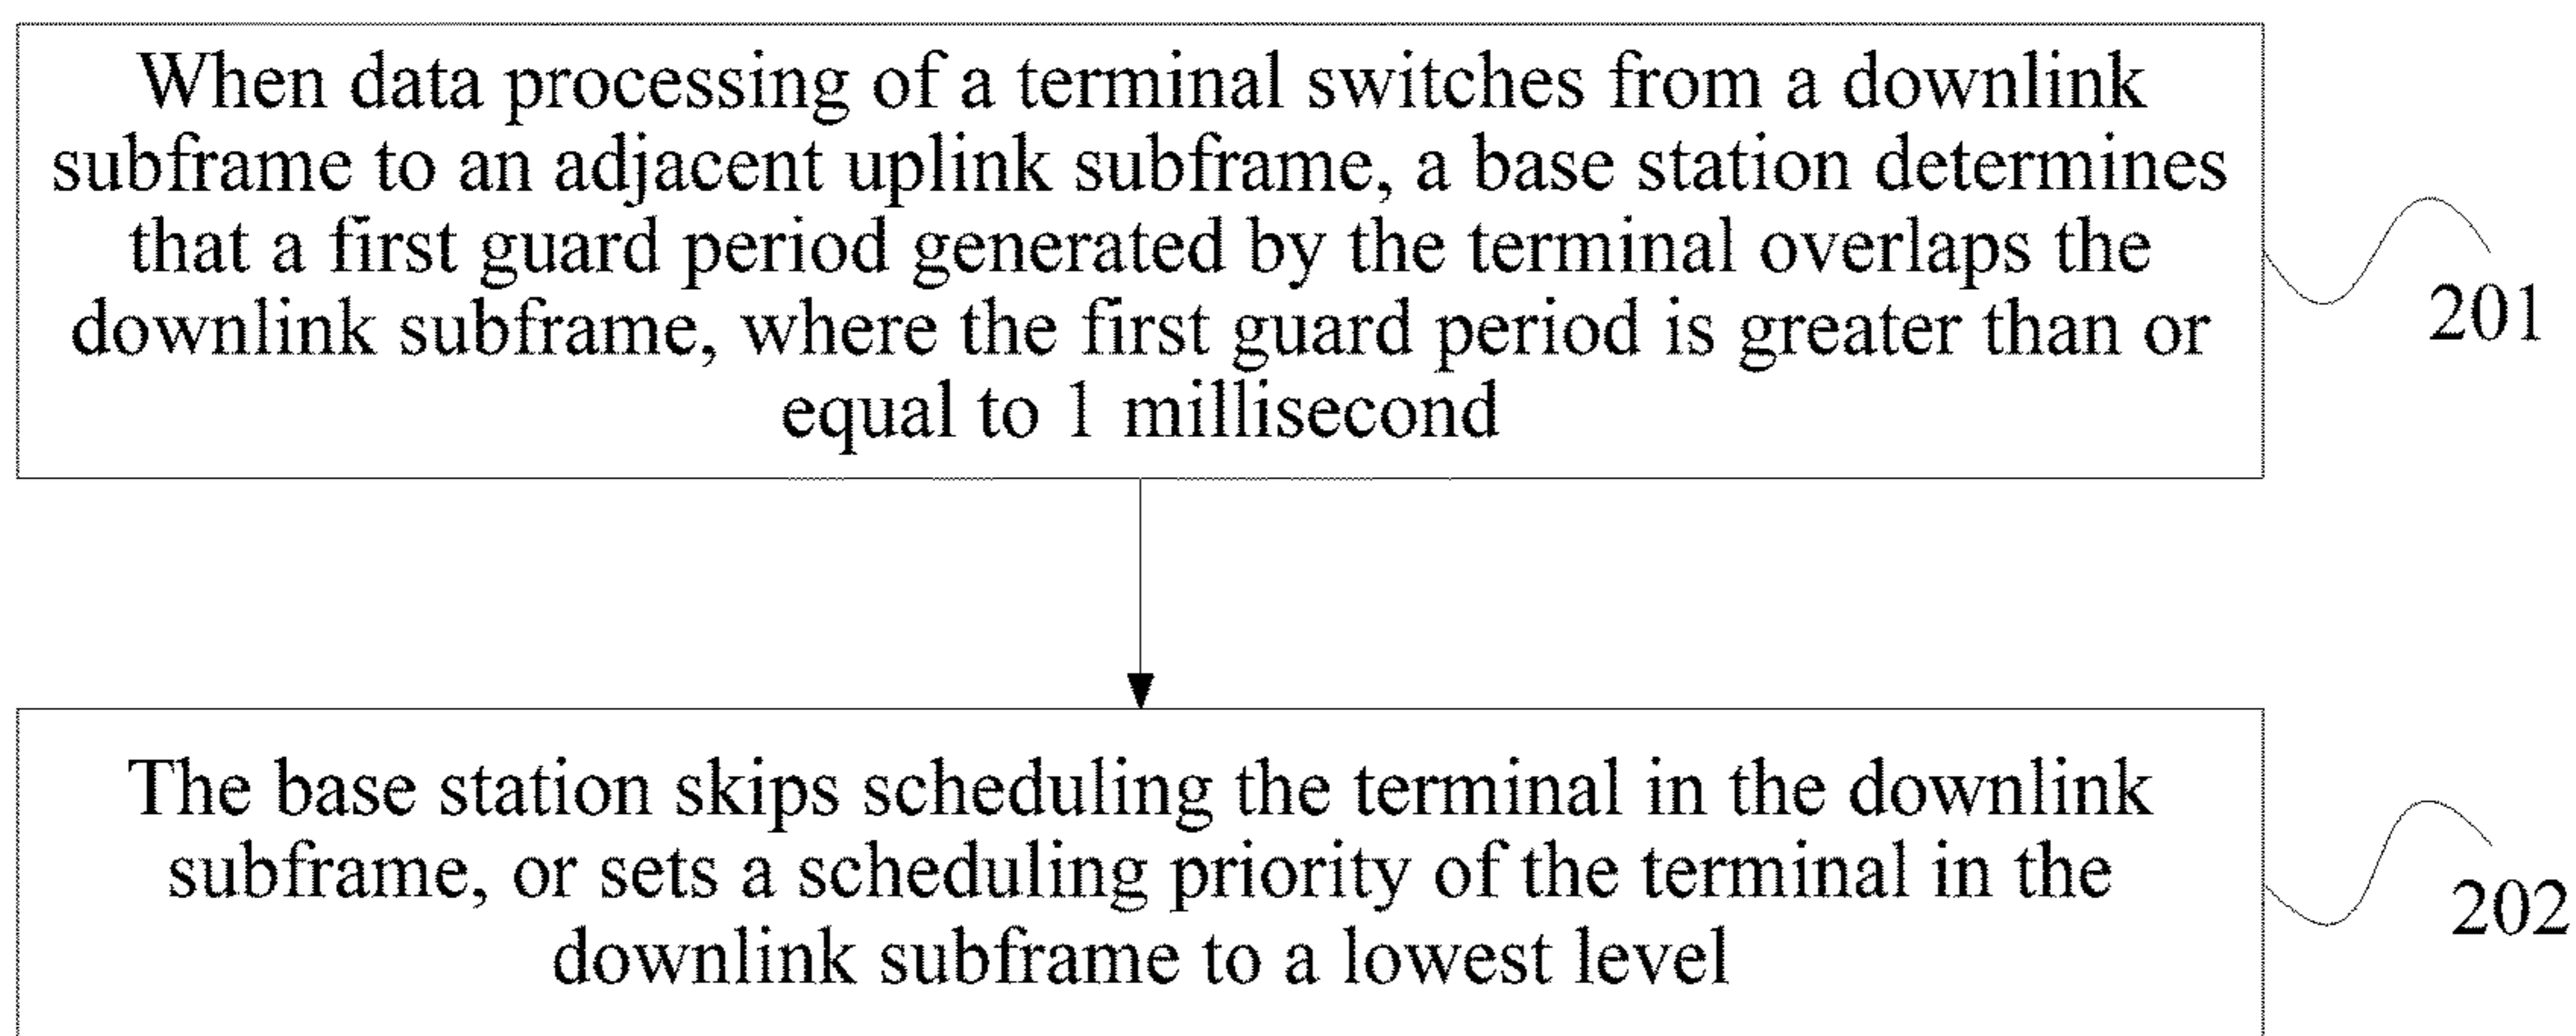 When data processing of a terminal switches from a downlink
subframe to an adjacent uplink subframe, a base station determines
that a first guard period generated by the terminal overlaps the
downlink subframe, where the first guard period is greater than or
equal to 1 millisecond
201
The base station skips scheduling the terminal in the downlink
subframe, or sets a scheduling priority of the terminal in the
downlink subframe to a lowest level
202